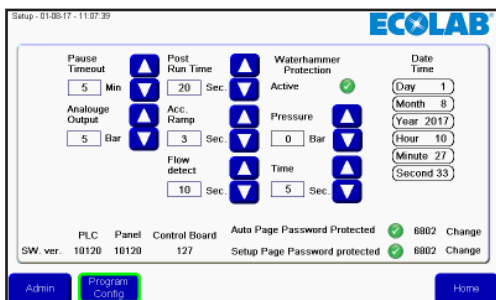 Setup - 01-08-17 - 11:07:39
ECOLAB®
Pause Timeout
5 Min
Post Run Time
20 Sec.
Waterhammer Protection
Active
Date Time
Day 1
Month 8
Year 2017
Hour 10
Minute 27
Second 33
Analouge Output
5 Bar
Acc. Ramp
3 Sec.
Pressure
0 Bar
Flow detect
10 Sec.
Time
5 Sec.
PLC Panel Control Board
SW. ver. 10120 10120 127
Auto Page Password Protected 6802 Change
Setup Page Password protected 6802 Change
Admin
Program Config
Home